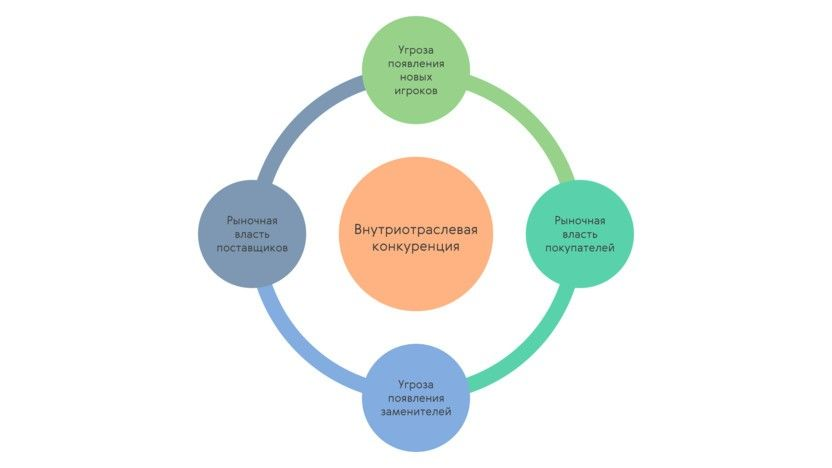 Угроза
появления
новых
игроков
Рыночная
власть
поставщиков
Внутриотраслевая
конкуренция
Рыночная
власть
покупателей
Угроза
появления
заменителей